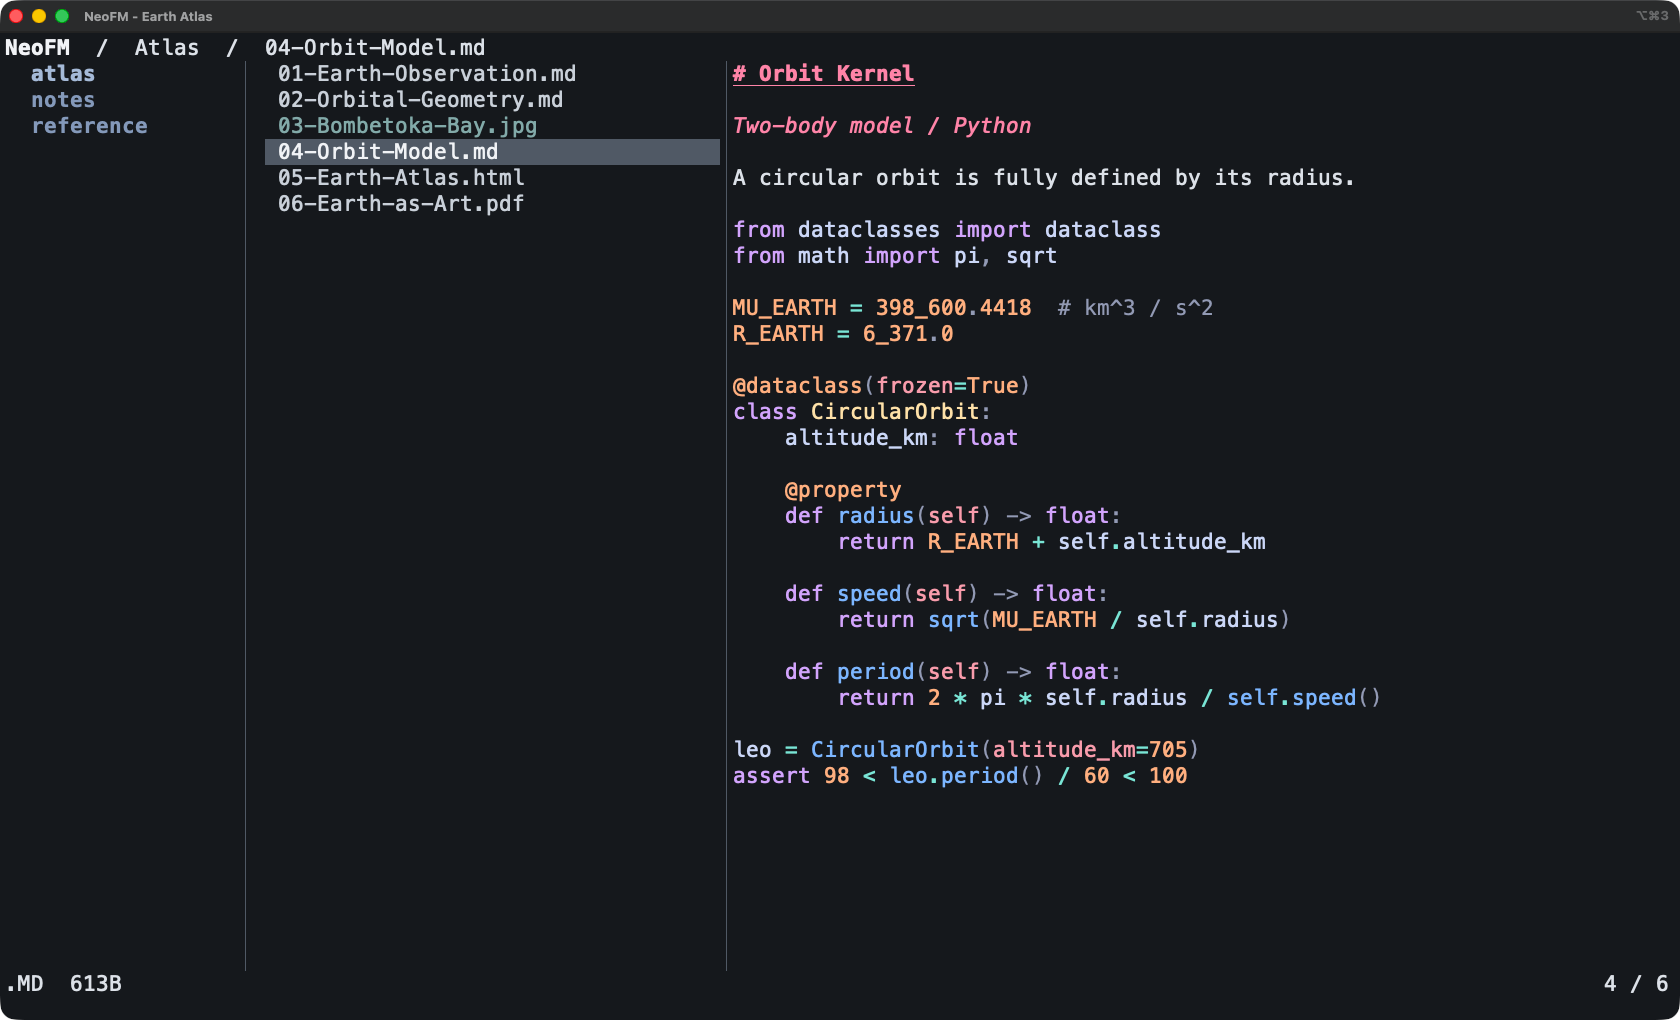 NeoFM - Earth Atlas
⌥⌘3
NeoFM / Atlas / 04-Orbit-Model.md
atlas
notes
reference
01-Earth-Observation.md
02-Orbital-Geometry.md
03-Bombetoka-Bay.jpg
04-Orbit-Model.md
05-Earth-Atlas.html
06-Earth-as-Art.pdf
# Orbit Kernel
Two-body model / Python
A circular orbit is fully defined by its radius.
from dataclasses import dataclass
from math import pi, sqrt
MU_EARTH = 398_600.4418  # km^3 / s^2
R_EARTH = 6_371.0
@dataclass(frozen=True)
class CircularOrbit:
    altitude_km: float
    @property
    def radius(self) -> float:
        return R_EARTH + self.altitude_km
    def speed(self) -> float:
        return sqrt(MU_EARTH / self.radius)
    def period(self) -> float:
        return 2 * pi * self.radius / self.speed()
leo = CircularOrbit(altitude_km=705)
assert 98 < leo.period() / 60 < 100
.MD  613B
4 / 6